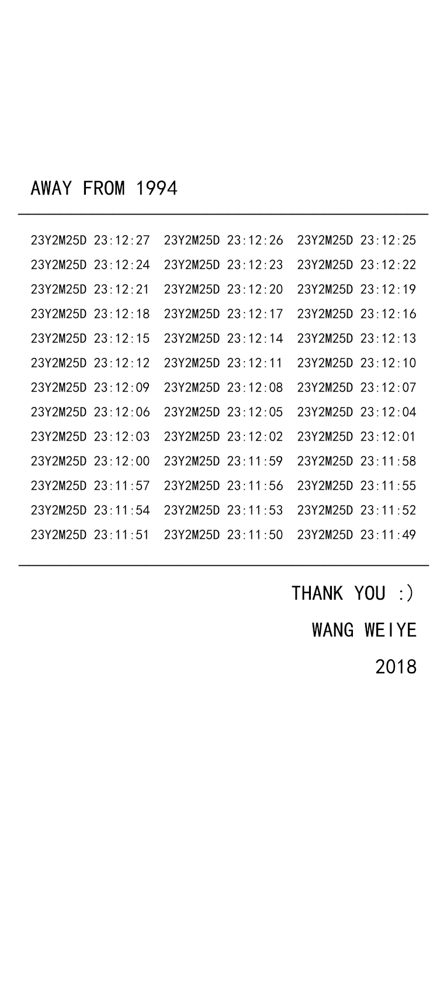 AWAY FROM 1994
23Y2M25D 23:12:27 23Y2M25D 23:12:26 23Y2M25D 23:12:25
23Y2M25D 23:12:24 23Y2M25D 23:12:23 23Y2M25D 23:12:22
23Y2M25D 23:12:21 23Y2M25D 23:12:20 23Y2M25D 23:12:19
23Y2M25D 23:12:18 23Y2M25D 23:12:17 23Y2M25D 23:12:16
23Y2M25D 23:12:15 23Y2M25D 23:12:14 23Y2M25D 23:12:13
23Y2M25D 23:12:12 23Y2M25D 23:12:11 23Y2M25D 23:12:10
23Y2M25D 23:12:09 23Y2M25D 23:12:08 23Y2M25D 23:12:07
23Y2M25D 23:12:06 23Y2M25D 23:12:05 23Y2M25D 23:12:04
23Y2M25D 23:12:03 23Y2M25D 23:12:02 23Y2M25D 23:12:01
23Y2M25D 23:12:00 23Y2M25D 23:11:59 23Y2M25D 23:11:58
23Y2M25D 23:11:57 23Y2M25D 23:11:56 23Y2M25D 23:11:55
23Y2M25D 23:11:54 23Y2M25D 23:11:53 23Y2M25D 23:11:52
23Y2M25D 23:11:51 23Y2M25D 23:11:50 23Y2M25D 23:11:49
THANK YOU :)
WANG WEIYE
2018